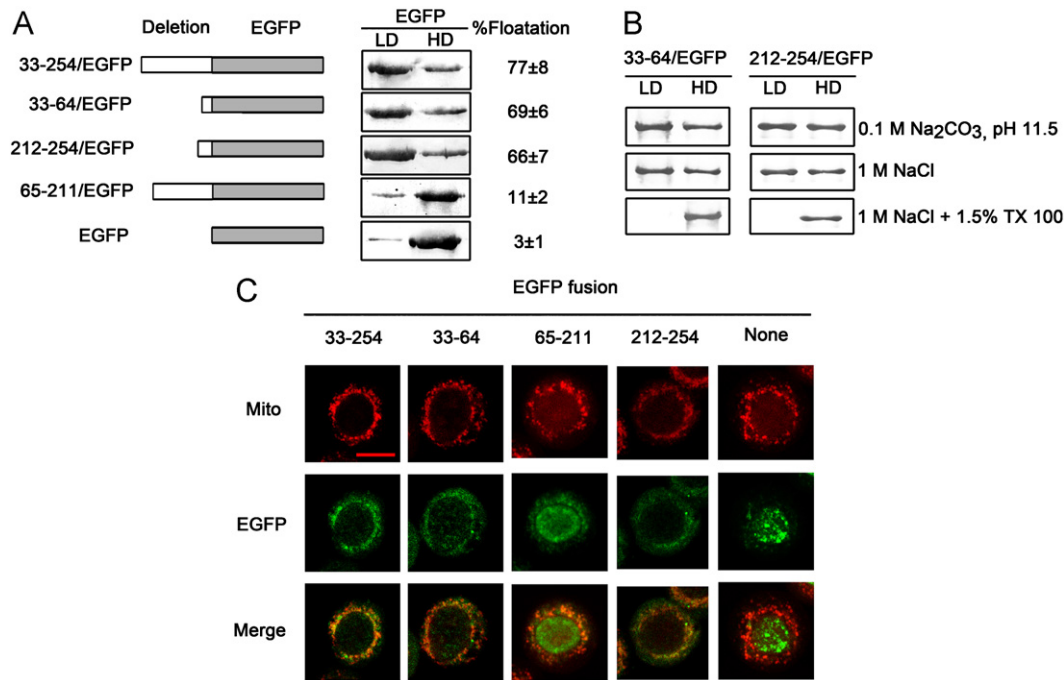 A
Deletion EGFP
EGFP
LD HD
%Floatation
33-254/EGFP
77±8
33-64/EGFP
69±6
212-254/EGFP
66±7
65-211/EGFP
11±2
EGFP
3±1
B
33-64/EGFP 212-254/EGFP
LD HD LD HD
0.1 M Na₂CO₃, pH 11.5
1 M NaCl
1 M NaCl + 1.5% TX 100
C
EGFP fusion
33-254 33-64 65-211 212-254 None
Mito
EGFP
Merge